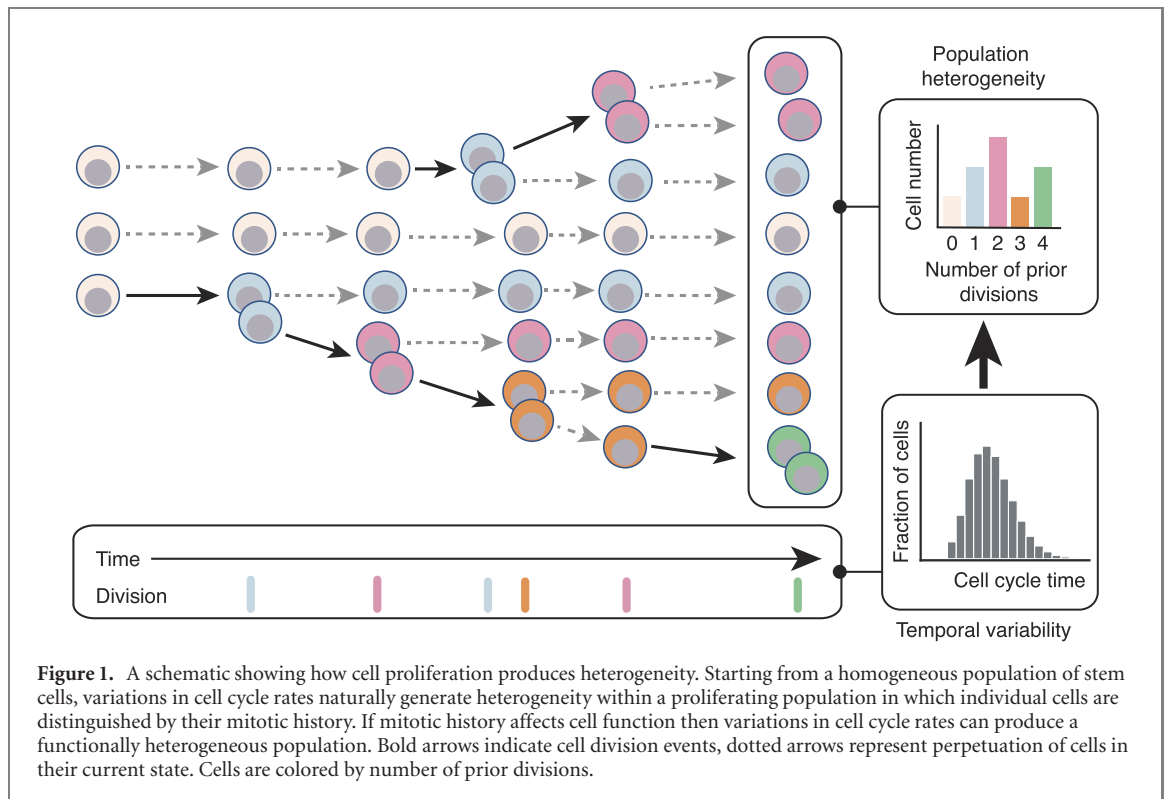 Population
heterogeneity
Cell number
0 1 2 3 4
Number of prior
divisions
Fraction of cells
Cell cycle time
Temporal variability
Time
Division
Figure 1. A schematic showing how cell proliferation produces heterogeneity. Starting from a homogeneous population of stem
cells, variations in cell cycle rates naturally generate heterogeneity within a proliferating population in which individual cells are
distinguished by their mitotic history. If mitotic history affects cell function then variations in cell cycle rates can produce a
functionally heterogeneous population. Bold arrows indicate cell division events, dotted arrows represent perpetuation of cells in
their current state. Cells are colored by number of prior divisions.